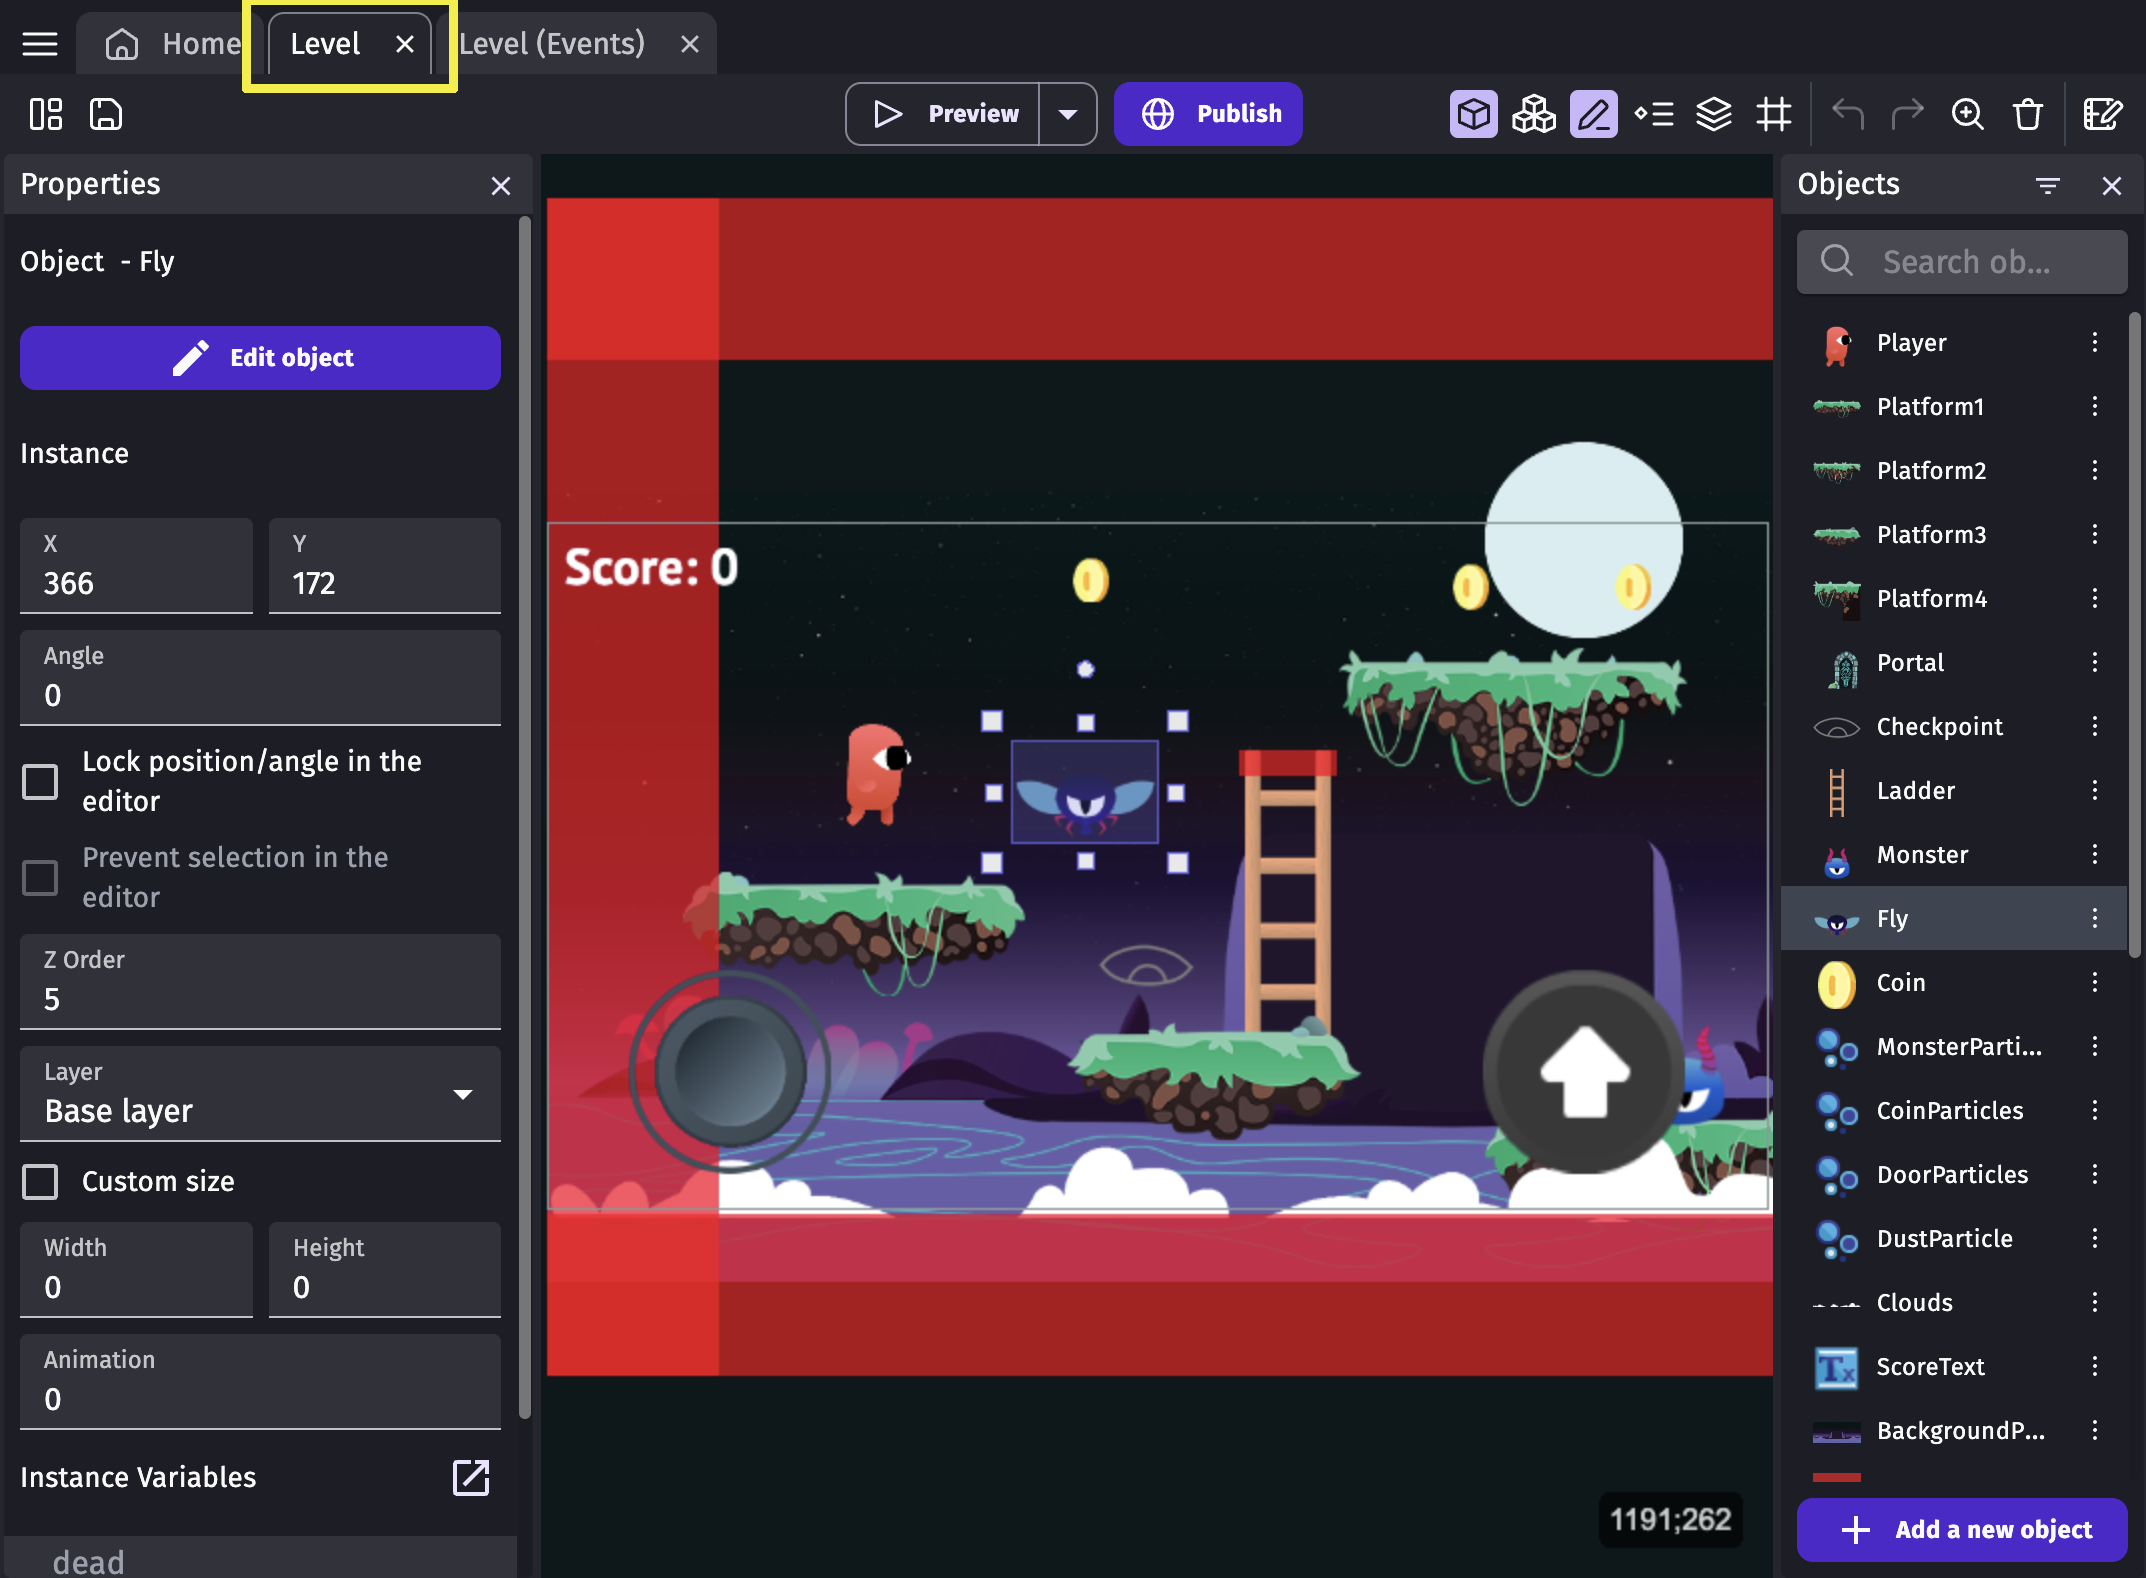 Home
Level
Level (Events)
Preview
Publish
Properties
Object - Fly
Edit object
Instance
X
366
Y
172
Angle
0
Lock position/angle in the
editor
Prevent selection in the
editor
Z Order
5
Layer
Base layer
Custom size
Width
0
Height
0
Animation
0
Instance Variables
dead
Score: 0
1191;262
Objects
Search ob...
Player
Platform1
Platform2
Platform3
Platform4
Portal
Checkpoint
Ladder
Monster
Fly
Coin
MonsterParti...
CoinParticles
DoorParticles
DustParticle
Clouds
Tx
ScoreText
BackgroundP...
Add a new object